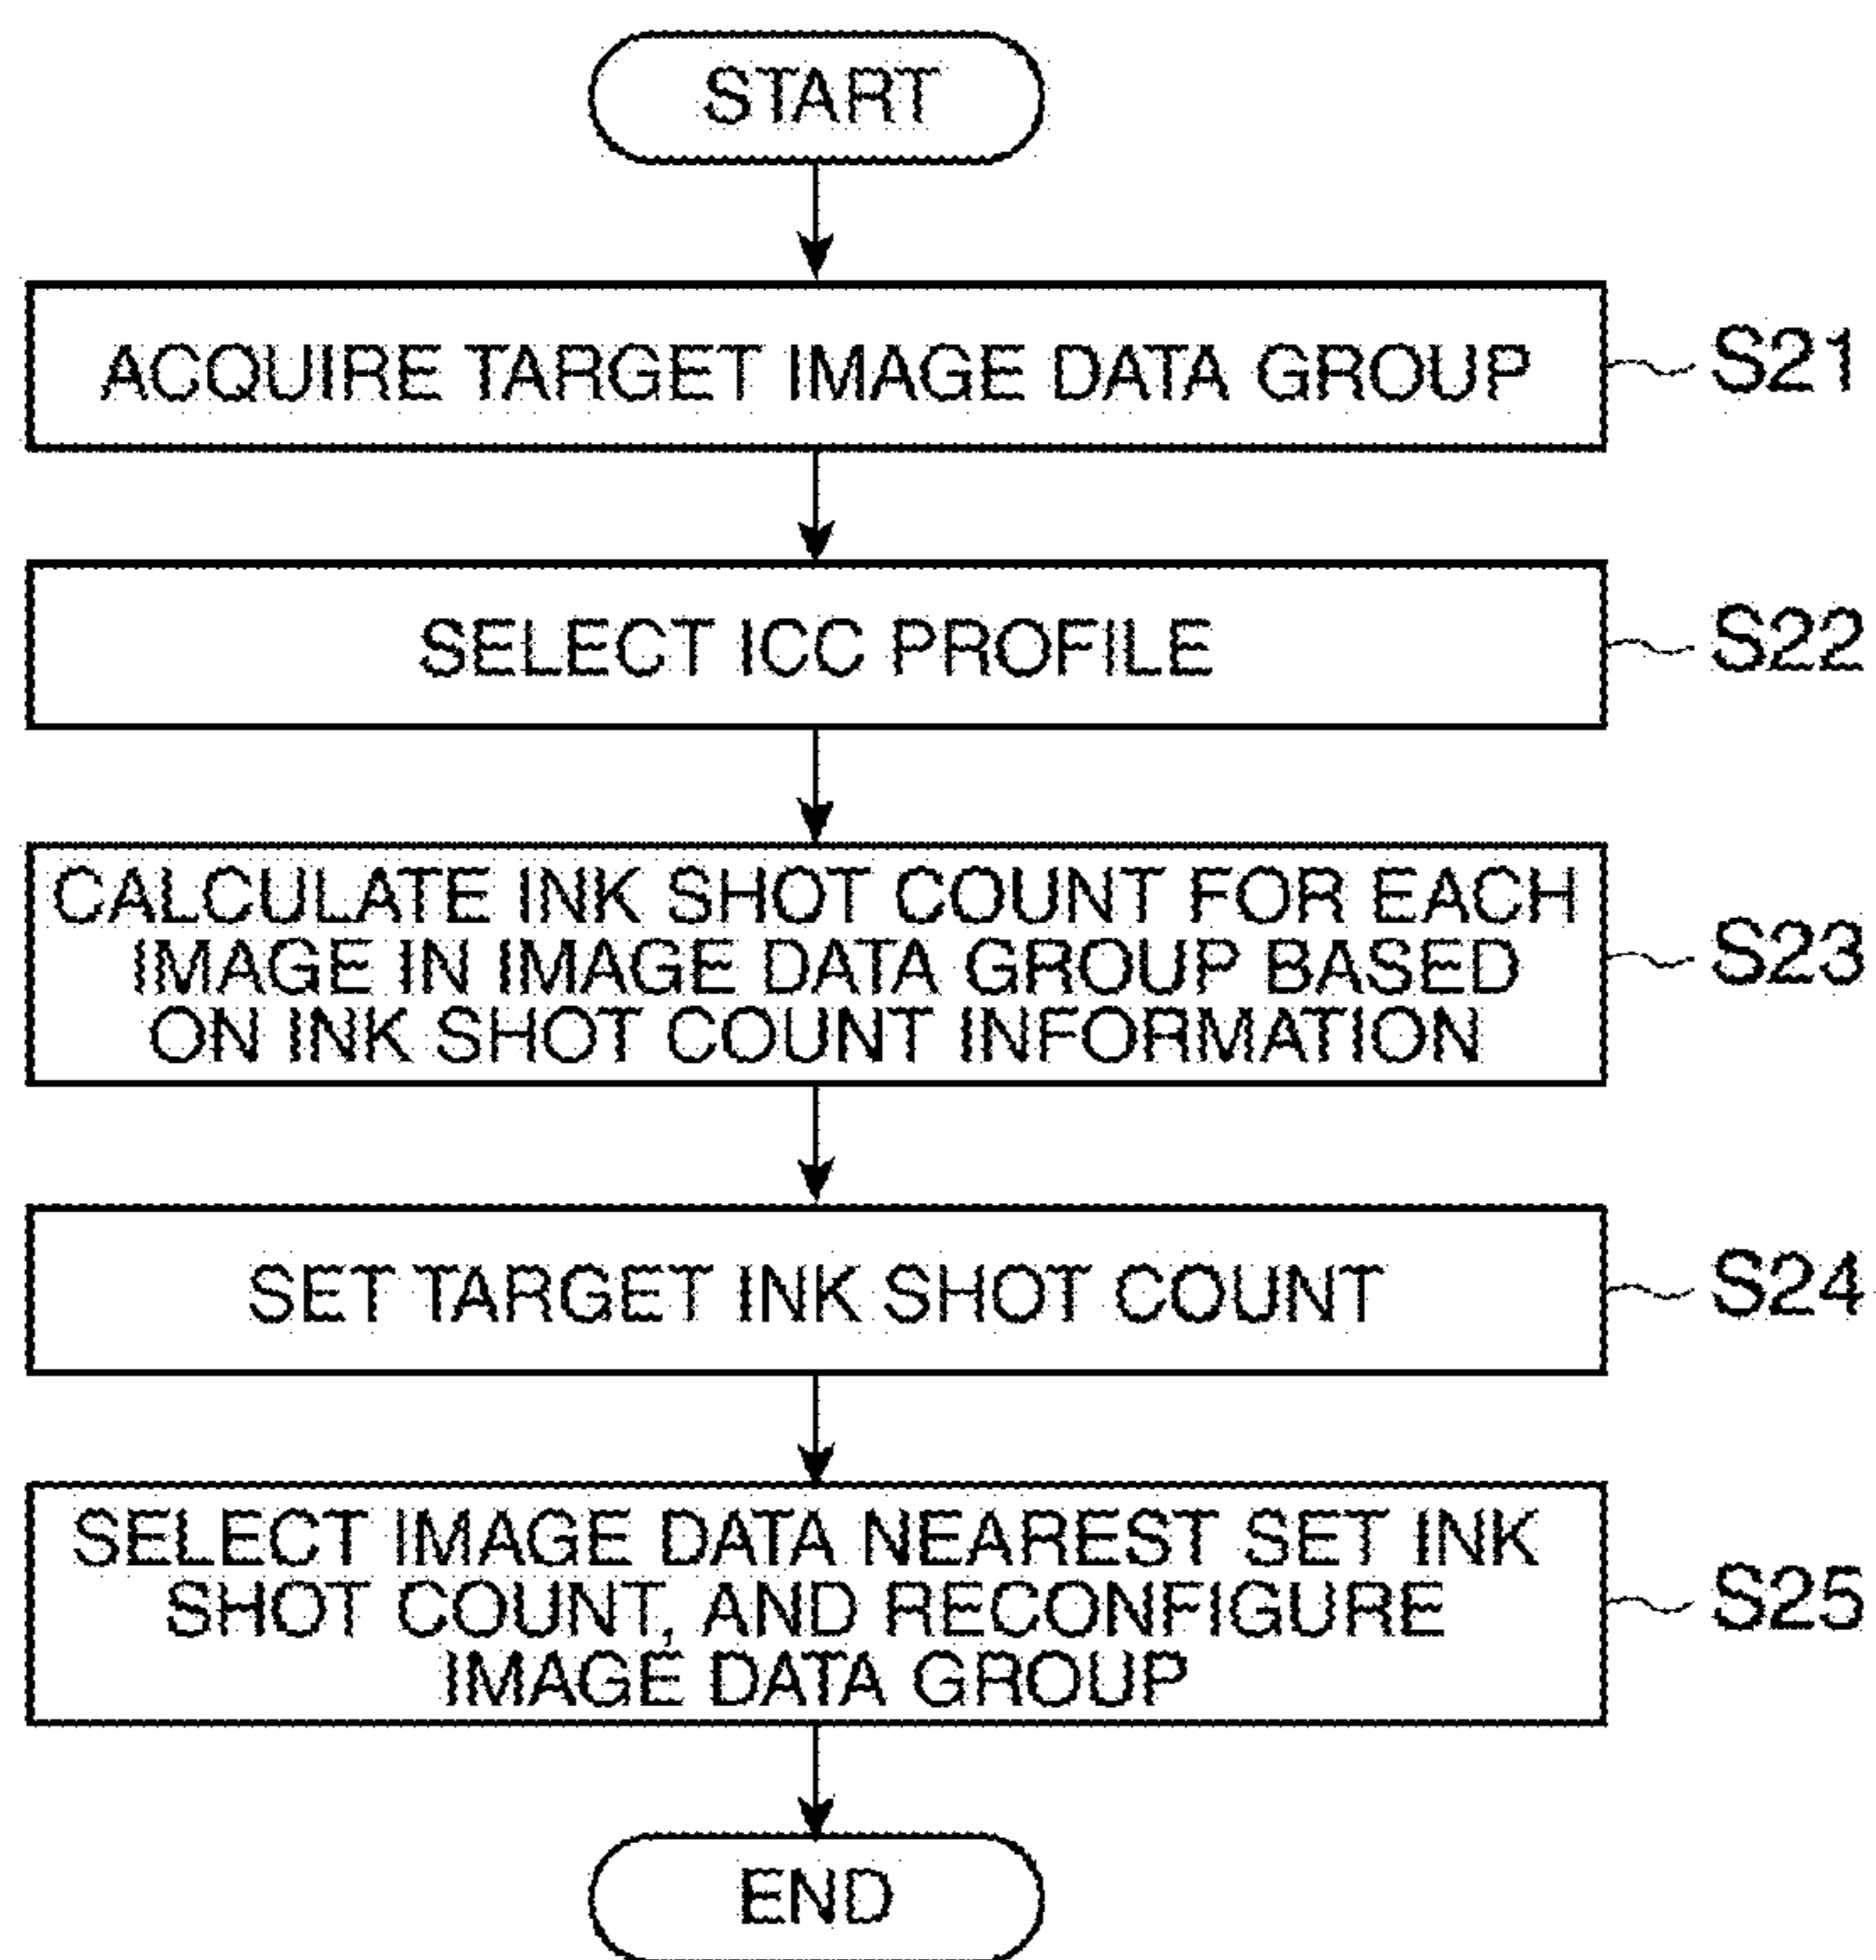 START
ACQUIRE TARGET IMAGE DATA GROUP
S21
SELECT ICC PROFILE
S22
CALCULATE INK SHOT COUNT FOR EACH
IMAGE IN IMAGE DATA GROUP BASED
ON INK SHOT COUNT INFORMATION
S23
SET TARGET INK SHOT COUNT
S24
SELECT IMAGE DATA NEAREST SET INK
SHOT COUNT, AND RECONFIGURE
IMAGE DATA GROUP
S25
END